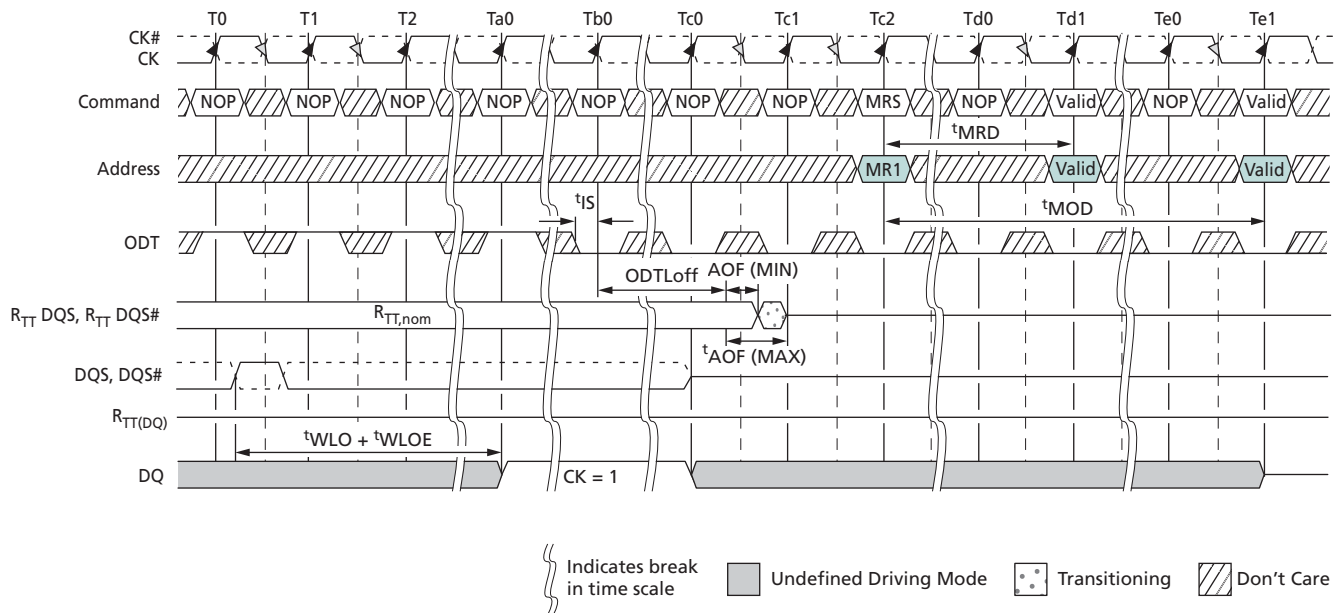 T0 T1 T2 Ta0 Tb0 Tc0 Tc1 Tc2 Td0 Td1 Te0 Te1
CK#
CK
Command NOP NOP NOP NOP NOP NOP NOP MRS NOP Valid NOP Valid
tMRD
Address MR1 Valid Valid
tIS tMOD
ODT
ODTLoff AOF (MIN)
RTT DQS, RTT DQS# RTT,nom
tAOF (MAX)
DQS, DQS#
RTT(DQ)
tWLO + tWLOE
DQ CK = 1
Indicates break
in time scale
Undefined Driving Mode Transitioning Don't Care